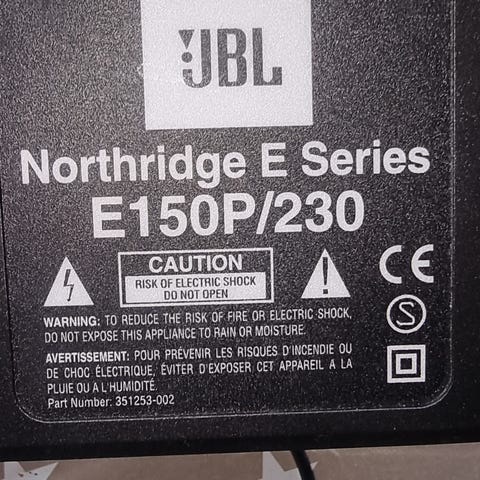 JBL
Northridge E Series
E150P/230
CAUTION
RISK OF ELECTRIC SHOCK
DO NOT OPEN
WARNING: TO REDUCE THE RISK OF FIRE OR ELECTRIC SHOCK,
DO NOT EXPOSE THIS APPLIANCE TO RAIN OR MOISTURE.
AVERTISSEMENT: POUR PRÉVENIR LES RISQUES D'INCENDIE OU
DE CHOC ÉLECTRIQUE, ÉVITER D'EXPOSER CET APPAREIL A LA
PLUIE OU A L'HUMIDITÉ.
Part Number: 351253-002
CE
S